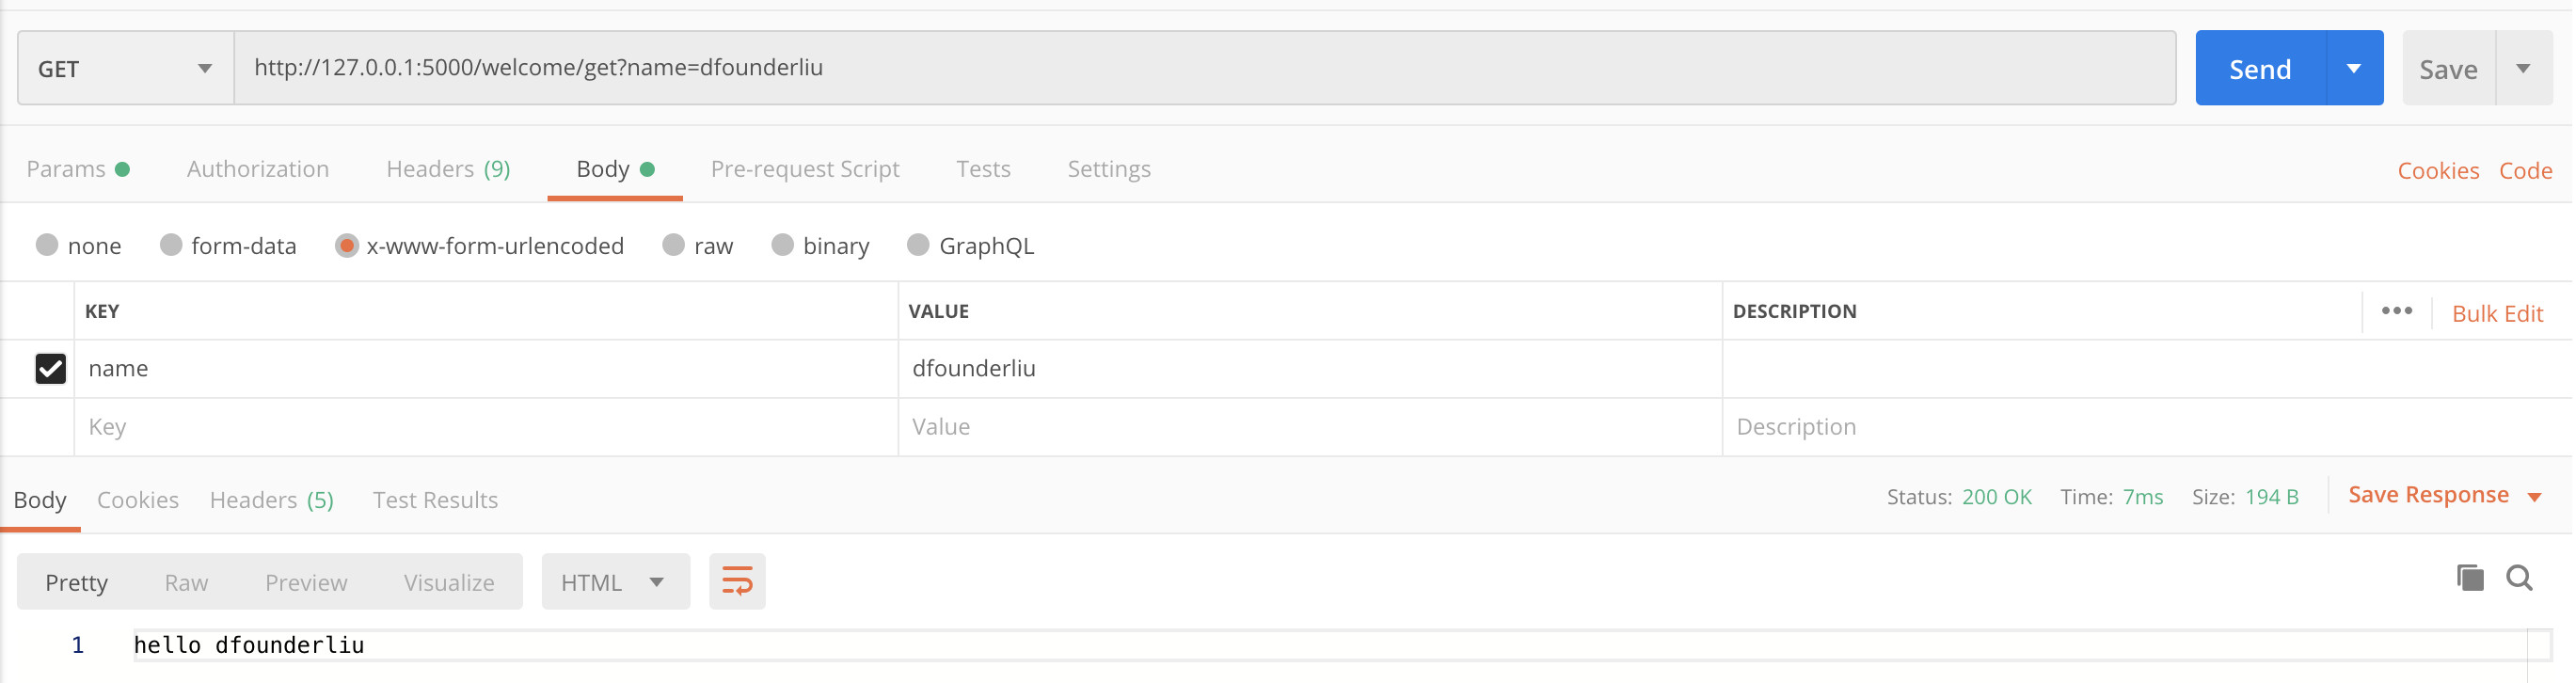 GET http://127.0.0.1:5000/welcome/get?name=dfounderliu Send Save
Params Authorization Headers (9) Body Pre-request Script Tests Settings Cookies Code
none form-data x-www-form-urlencoded raw binary GraphQL
KEY VALUE DESCRIPTION ••• Bulk Edit
name dfounderliu
Key Value Description
Body Cookies Headers (5) Test Results Status: 200 OK Time: 7ms Size: 194 B Save Response
Pretty Raw Preview Visualize HTML
1 hello dfounderliu